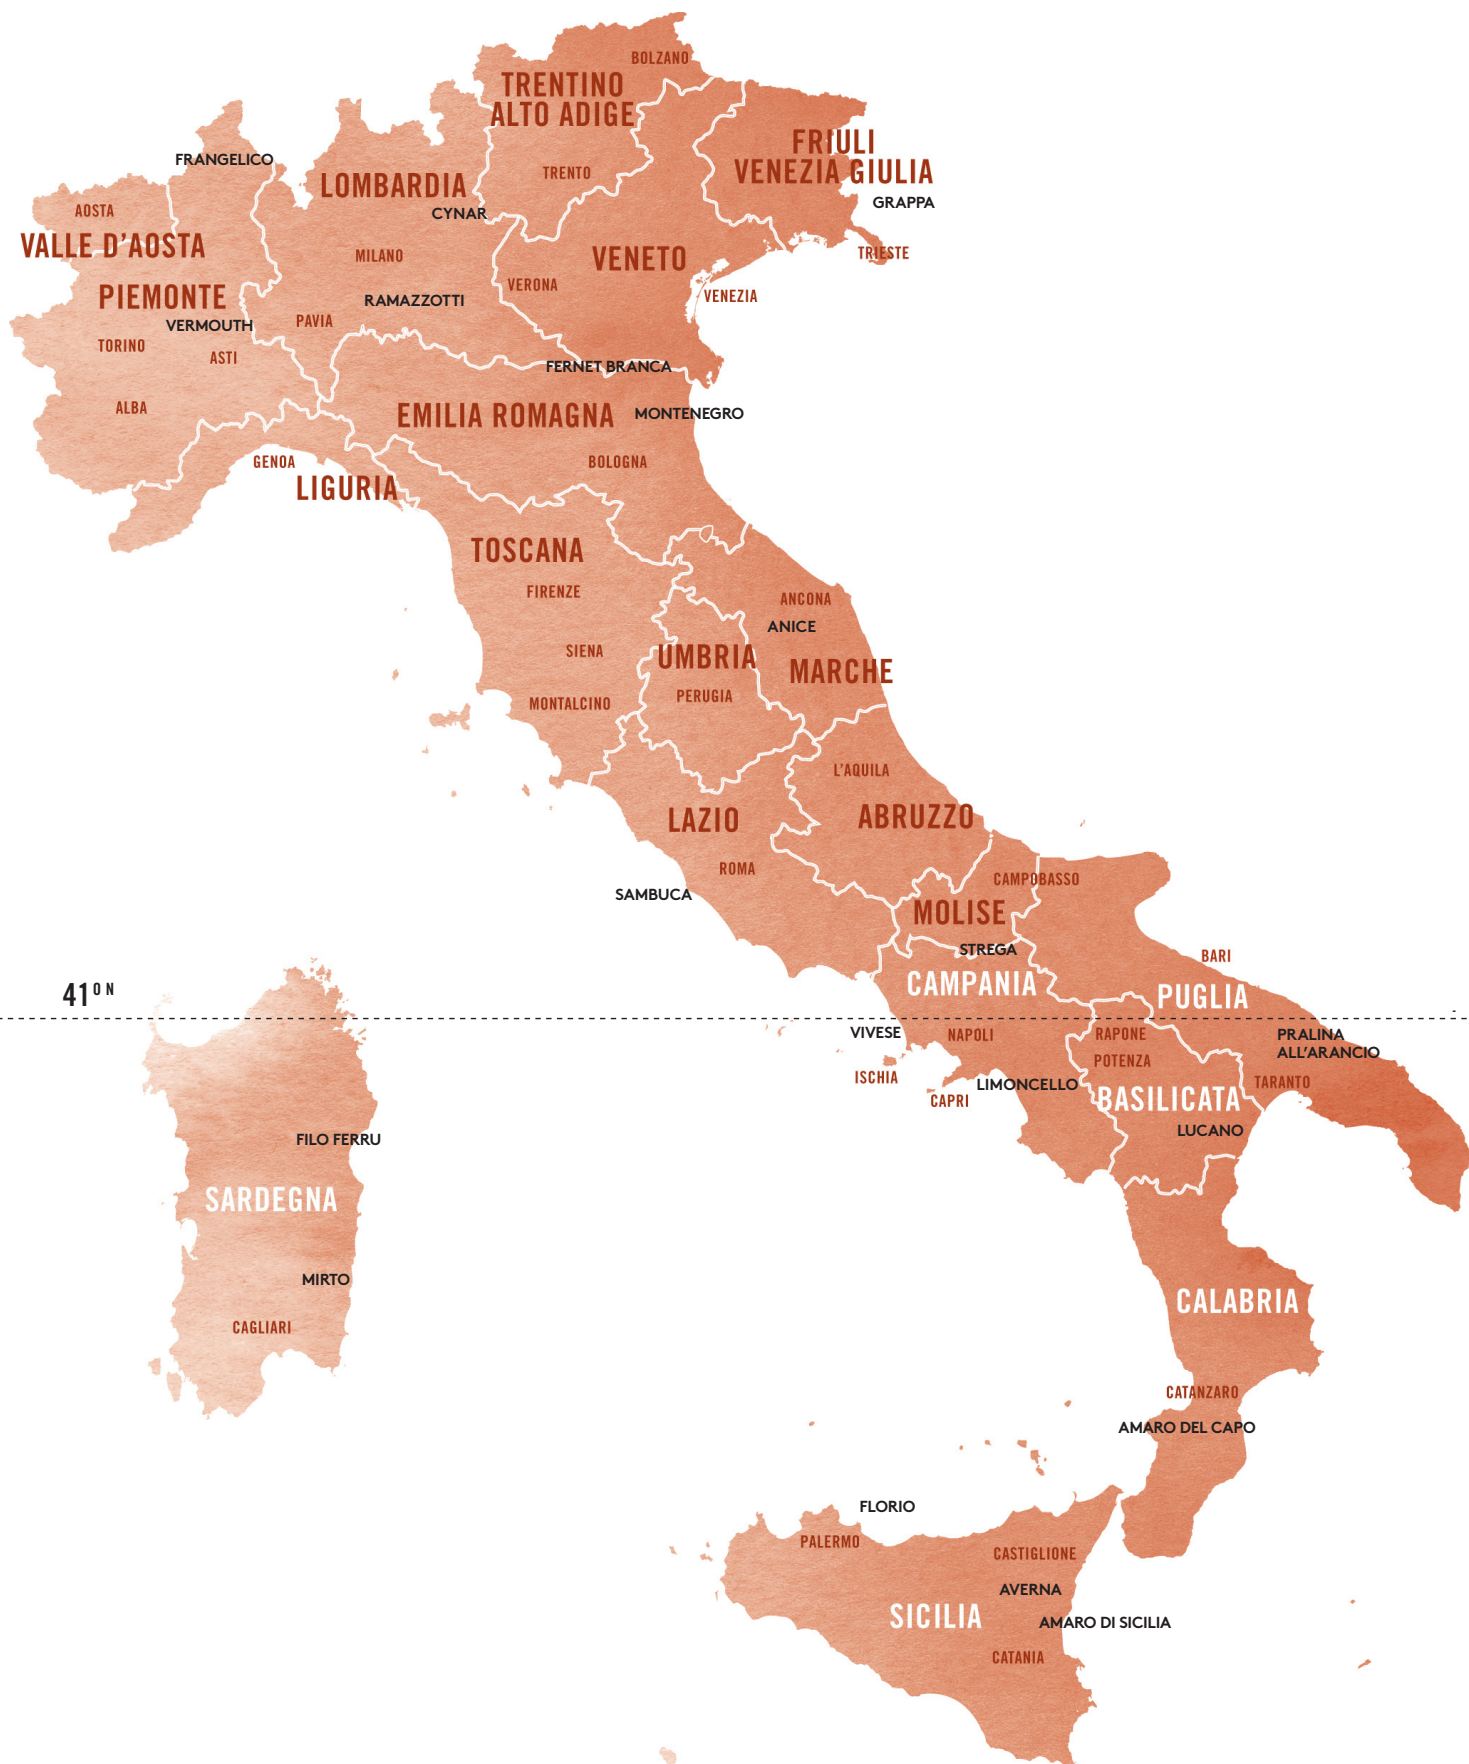 BOLZANO
TRENTINO
ALTO ADIGE
FRIULI
VENEZIA GIULIA
FRANGELICO
TRENTO
LOMBARDIA
GRAPPA
AOSTA
CYNAR
VALLE D'AOSTA
MILANO
VENETO
TRIESTE
VERONA
PIEMONTE
RAMAZZOTTI
VENEZIA
VERMOUTH
PAVIA
TORINO
ASTI
FERNET BRANCA
ALBA
EMILIA ROMAGNA
MONTENEGRO
GENOA
BOLOGNA
LIGURIA
TOSCANA
FIRENZE
ANCONA
ANICE
SIENA
UMBRIA
MARCHE
PERUGIA
MONTALCINO
L'AQUILA
LAZIO
ABRUZZO
ROMA
CAMPOBASSO
SAMBUCA
MOLISE
STREGA
BARI
CAMPANIA
PUGLIA
41º N
VIVESE
NAPOLI
RAPONE
PRALINA
ALL'ARANCIO
POTENZA
ISCHIA
LIMONCELLO
TARANTO
CAPRI
BASILICATA
LUCANO
FILO FERRU
SARDEGNA
MIRTO
CALABRIA
CAGLIARI
CATANZARO
AMARO DEL CAPO
FLORIO
PALERMO
CASTIGLIONE
AVERNA
SICILIA
AMARO DI SICILIA
CATANIA